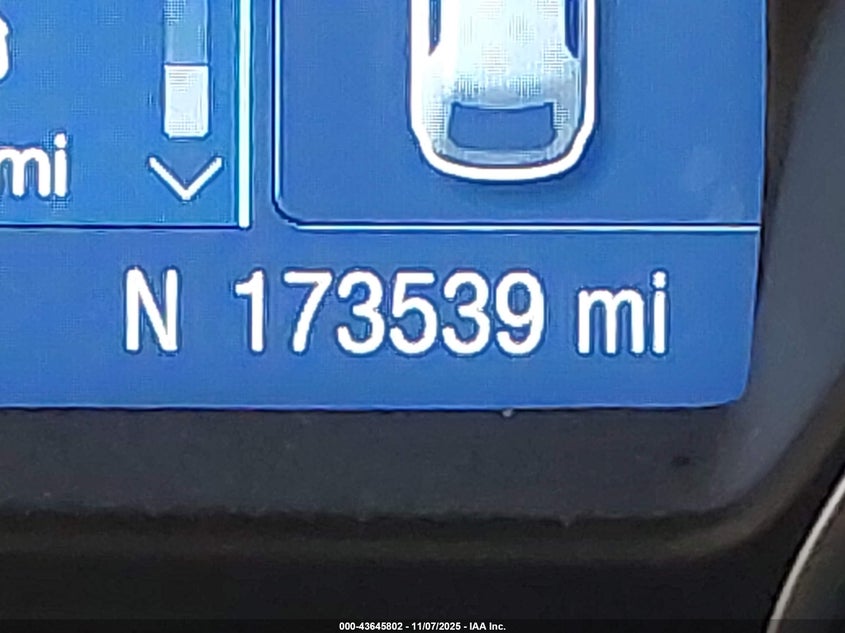 mi
N 173539 mi
000-43645802 - 11/07/2025 - IAA Inc.